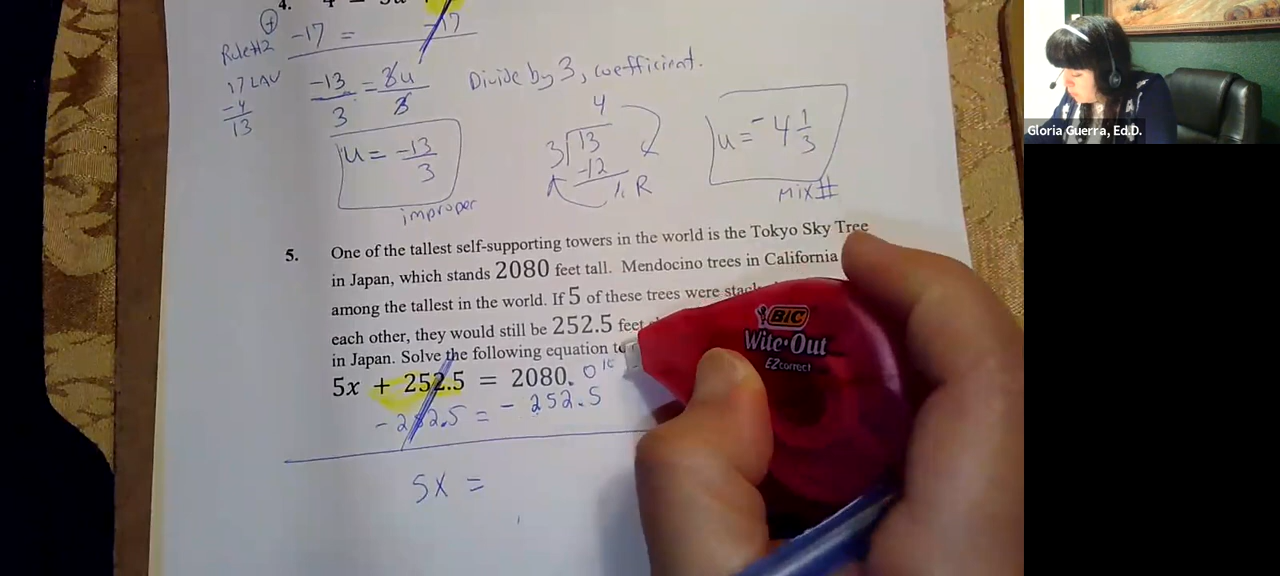 4.
-17 = -17
Rule#2
17 LAV
-4
13
-13 = 3u
3 3
Divide by 3, coefficient.
u = -13
3
improper
4
3 13
-12
1 R
u = -4 1
3
Mix#
Gloria Guerra, Ed.D.
5. One of the tallest self-supporting towers in the world is the Tokyo Sky Tree
in Japan, which stands 2080 feet tall. Mendocino trees in California
among the tallest in the world. If 5 of these trees were
each other, they would still be 252.5 feet
in Japan. Solve the following equation
5x + 252.5 = 2080.0
-252.5 = - 252.5
5x =
BIC
Wite-Out
EZcorrect